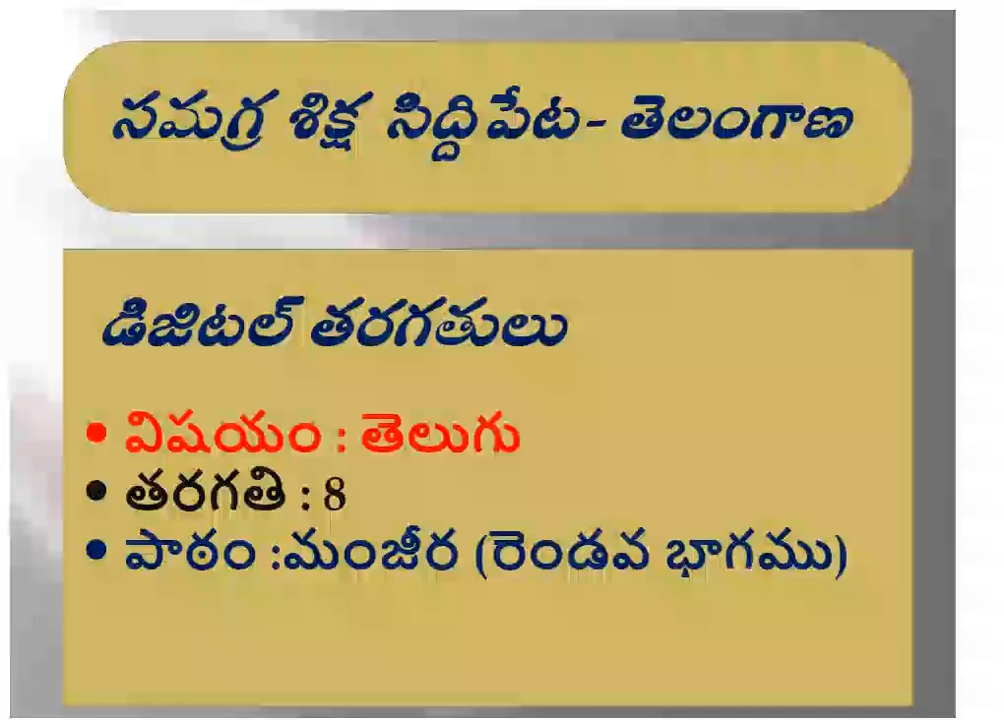 సమగ్ర శిక్ష సిద్దిపేట- తెలంగాణ
డిజిటల్ తరగతులు
• విషయం : తెలుగు
• తరగతి : 8
• పాఠం :మంజీర (రెండవ భాగము)